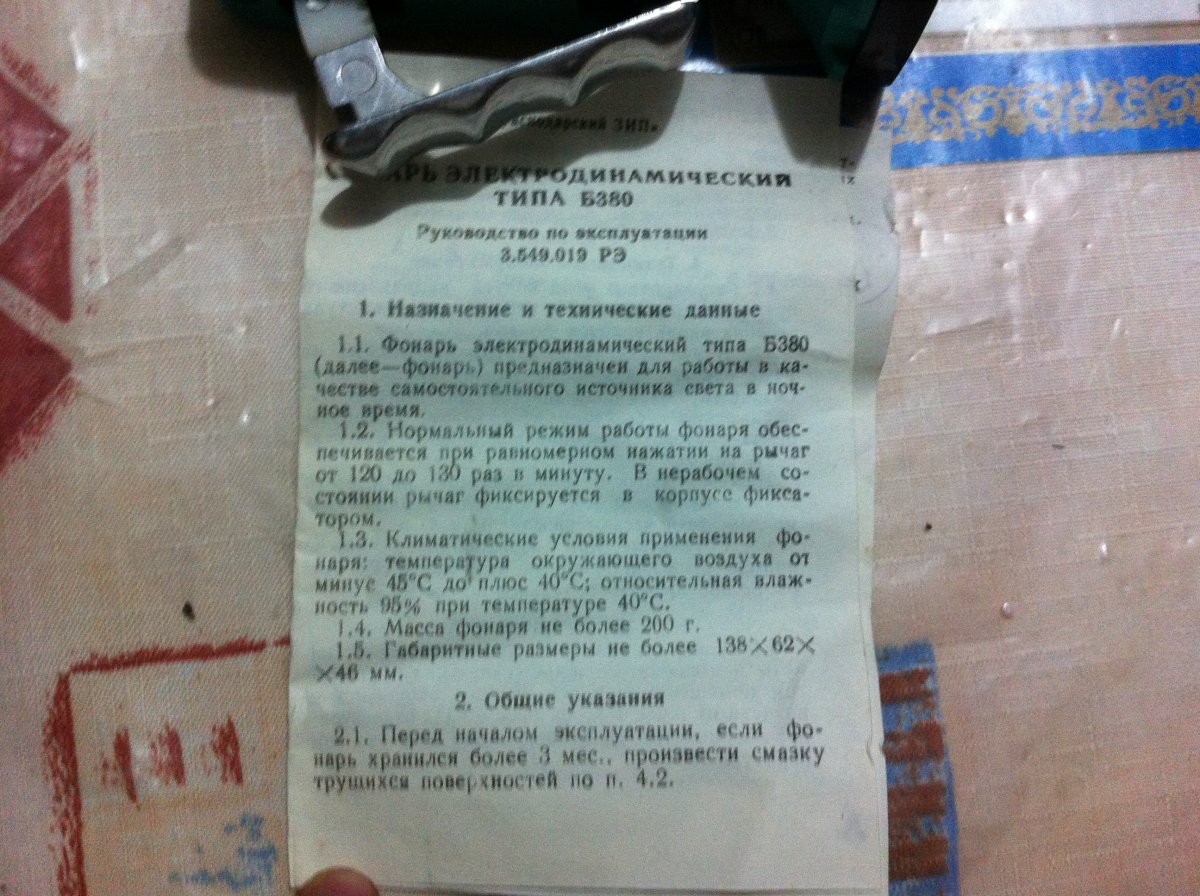 ЗИП»
ЭЛЕКТРОДИНАМИЧЕСКИЙ
ТИПА Б380
Руководство по эксплуатации
3.549.019 РЭ
1. Назначение и технические данные
1.1. Фонарь электродинамический типа Б380
(далее—фонарь) предназначен для работы в ка-
честве самостоятельного источника света в ноч-
ное время.
1.2. Нормальный режим работы фонаря обес-
печивается при равномерном нажатии на рычаг
от 120 до 130 раз в минуту. В нерабочем со-
стоянии рычаг фиксируется в корпусе фикса-
тором.
1.3. Климатические условия применения фо-
наря: температура окружающего воздуха от
минус 45°С до плюс 40°С; относительная влаж-
ность 95% при температуре 40°С.
1.4. Масса фонаря не более 200 г.
1.5. Габаритные размеры не более 138×62×
×46 мм.
2. Общие указания
2.1. Перед началом эксплуатации, если фо-
нарь хранился более 3 мес., произвести смазку
трущихся поверхностей по п. 4.2.